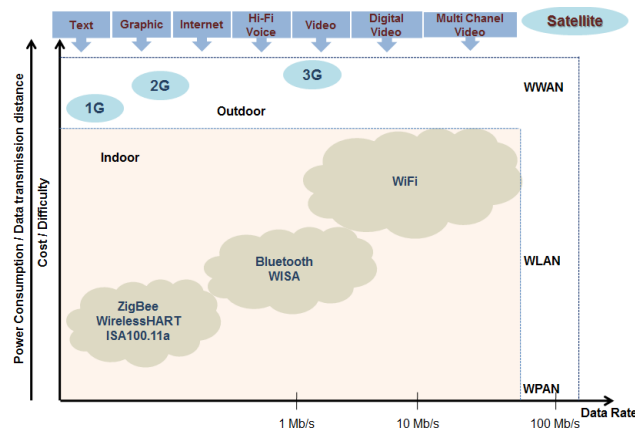 Text
Graphic
Internet
Hi-Fi
Voice
Video
Digital
Video
Multi Chanel
Video
Satellite
1G
2G
3G
WWAN
Outdoor
Indoor
WiFi
WLAN
Bluetooth
WISA
ZigBee
WirelessHART
ISA100.11a
WPAN
Power Consumption / Data transmission distance
Cost / Difficulty
1 Mb/s
10 Mb/s
100 Mb/s
Data Rate